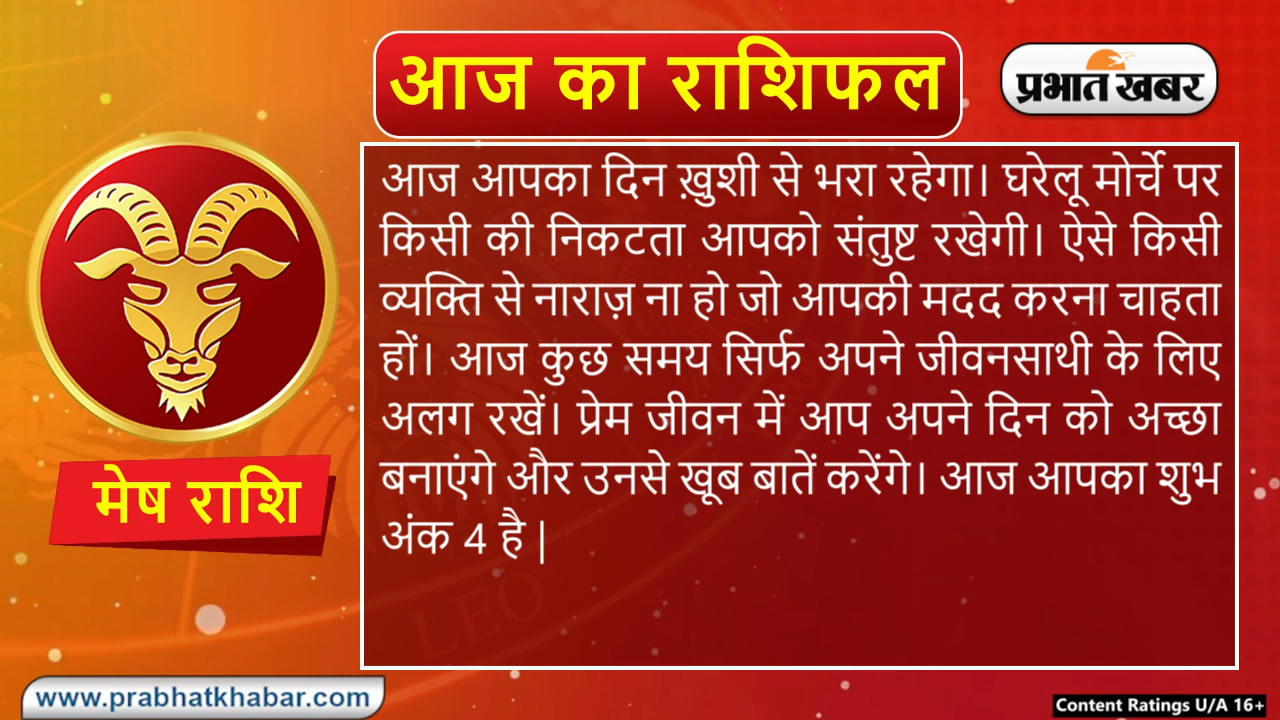 आज का राशिफल
प्रभात खबर
आज आपका दिन ख़ुशी से भरा रहेगा। घरेलू मोर्चे पर
किसी की निकटता आपको संतुष्ट रखेगी। ऐसे किसी
व्यक्ति से नाराज़ ना हो जो आपकी मदद करना चाहता
हों। आज कुछ समय सिर्फ अपने जीवनसाथी के लिए
अलग रखें। प्रेम जीवन में आप अपने दिन को अच्छा
बनाएंगे और उनसे खूब बातें करेंगे। आज आपका शुभ
अंक 4 है |
मेष राशि
LEO
www.prabhatkhabar.com
Content Ratings U/A 16+